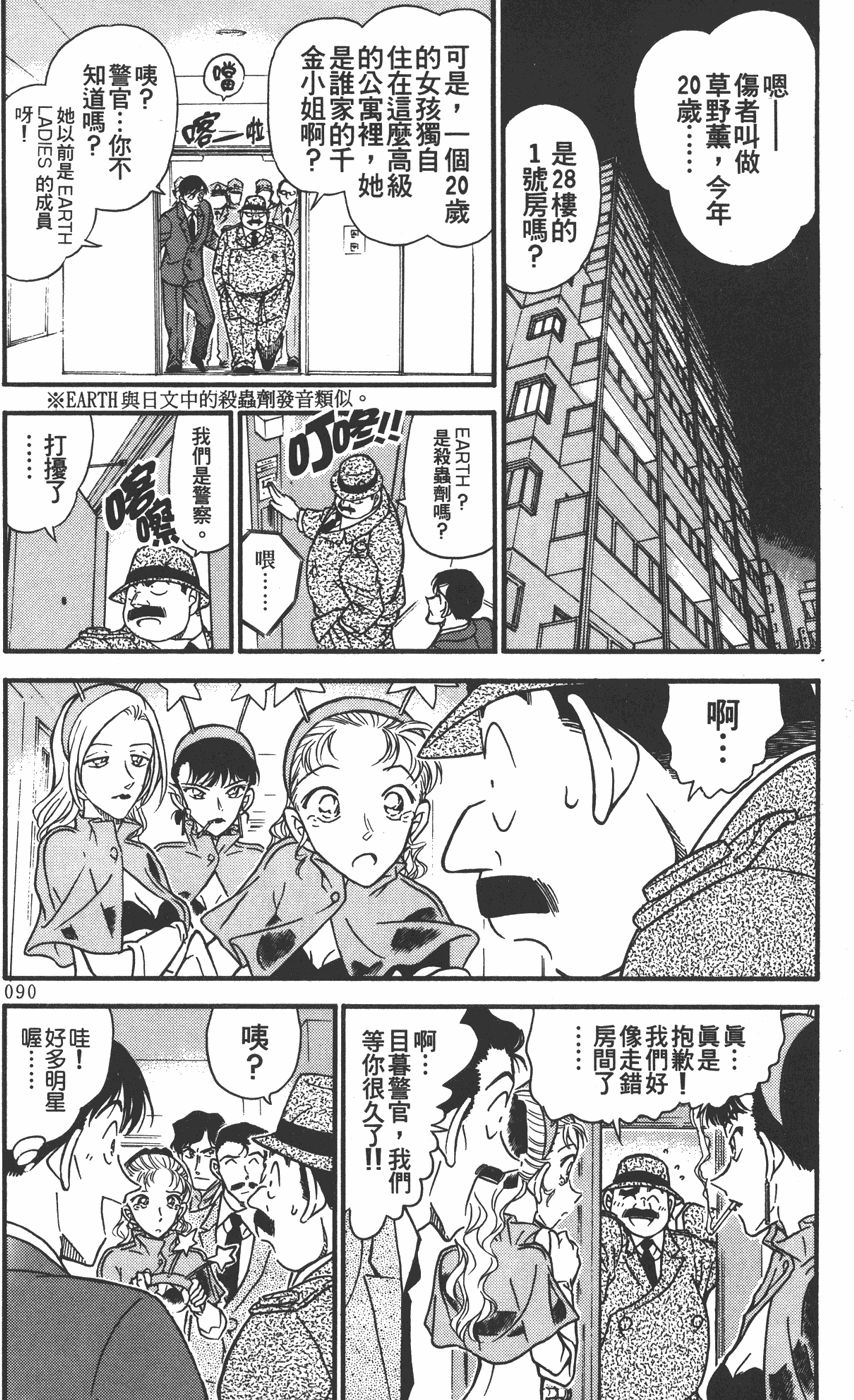 嗯——
傷者叫做
草野薰，今年
20歲……
是28樓的
1號房嗎？
可是，一個20歲
的女孩獨自
住在這麼高級
的公寓裡，她
是誰家的千
金小姐啊？
噹
喀—啦
咦？
警官…你不
知道嗎？
她以前是EARTH
LADIES 的成員
呀！
※EARTH與日文中的殺蟲劑發音類似。
EARTH？
是殺蟲劑嗎？
叮咚!!
喂……
我們是警察。
喀嚓
打擾了
……
啊…
090
真…
真是
抱歉！
我們好
像走錯
房間了
……
啊…
目暮警官，我們
等你很久了!!
咦？
哇！
好多明星
喔……